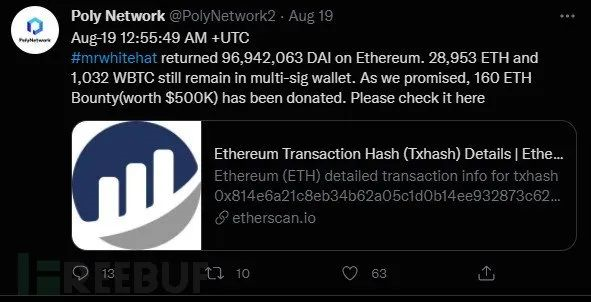 Poly Network @PolyNetwork2 · Aug 19
PolyNetwork
Aug-19 12:55:49 AM +UTC
#mrwhitehat returned 96,942,063 DAI on Ethereum. 28,953 ETH and
1,032 WBTC still remain in multi-sig wallet. As we promised, 160 ETH
Bounty(worth $500K) has been donated. Please check it here
Ethereum Transaction Hash (Txhash) Details | Ethe...
Ethereum (ETH) detailed transaction info for txhash
0x814e6a21c8eb34b62a05c1d0b14ee932873c62...
etherscan.io
13 10 63
FREEBUF